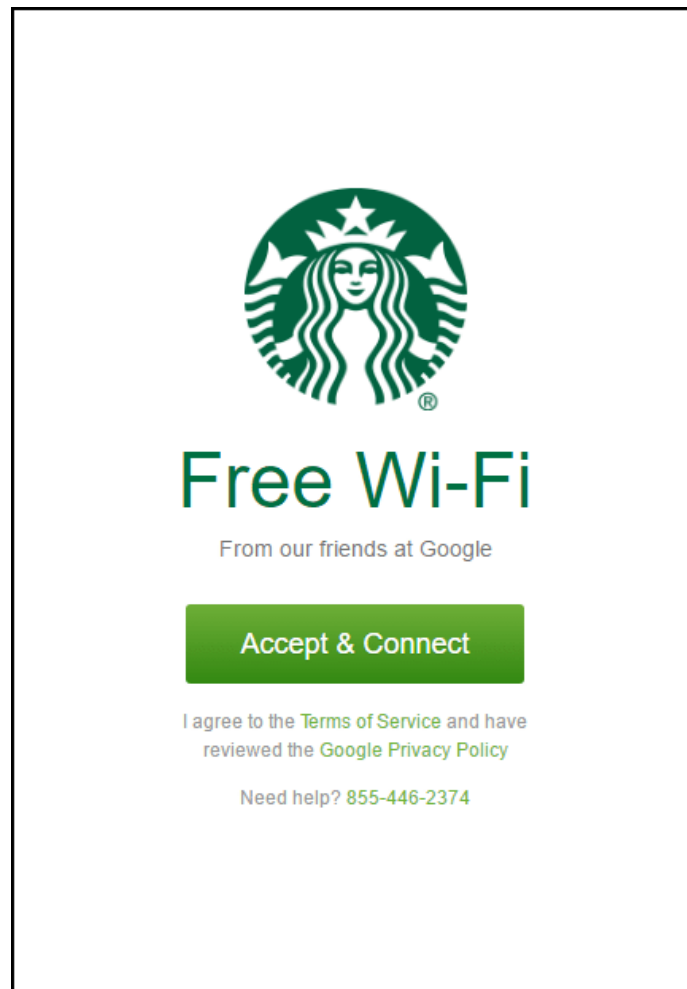 ®
Free Wi-Fi
From our friends at Google
Accept & Connect
I agree to the Terms of Service and have
reviewed the Google Privacy Policy
Need help? 855-446-2374